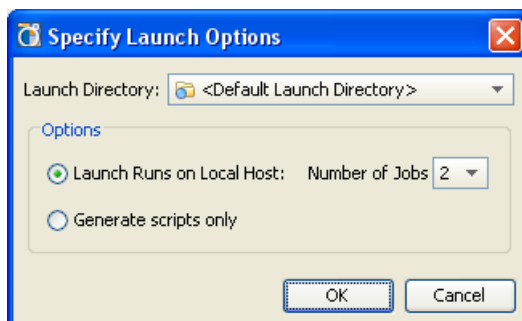 Specify Launch Options
Launch Directory: <Default Launch Directory>
Options
Launch Runs on Local Host: Number of Jobs 2
Generate scripts only
OK Cancel